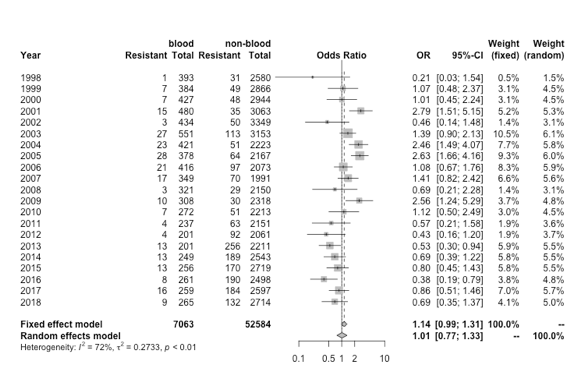 blood non-blood Weight Weight
Year Resistant Total Resistant Total Odds Ratio OR 95%-CI (fixed) (random)
1998 1 393 31 2580 0.21 [0.03; 1.54] 0.5% 1.5%
1999 7 384 49 2866 1.07 [0.48; 2.37] 3.1% 4.5%
2000 7 427 48 2944 1.01 [0.45; 2.24] 3.1% 4.5%
2001 15 480 35 3063 2.79 [1.51; 5.15] 5.2% 5.3%
2002 3 434 50 3349 0.46 [0.14; 1.48] 1.4% 3.1%
2003 27 551 113 3153 1.39 [0.90; 2.13] 10.5% 6.1%
2004 23 421 51 2223 2.46 [1.49; 4.07] 7.7% 5.8%
2005 28 378 64 2167 2.63 [1.66; 4.16] 9.3% 6.0%
2006 21 416 97 2073 1.08 [0.67; 1.76] 8.3% 5.9%
2007 17 349 70 1991 1.41 [0.82; 2.42] 6.6% 5.6%
2008 3 321 29 2150 0.69 [0.21; 2.28] 1.4% 3.1%
2009 10 308 30 2318 2.56 [1.24; 5.29] 3.7% 4.8%
2010 7 272 51 2213 1.12 [0.50; 2.49] 3.0% 4.5%
2011 4 237 63 2151 0.57 [0.21; 1.58] 1.9% 3.6%
2012 4 201 92 2061 0.43 [0.16; 1.20] 1.9% 3.6%
2013 13 201 256 2211 0.53 [0.30; 0.94] 5.9% 5.5%
2014 13 249 189 2543 0.69 [0.39; 1.22] 5.8% 5.4%
2015 13 256 170 2719 0.80 [0.45; 1.43] 5.8% 5.5%
2016 8 261 190 2498 0.38 [0.19; 0.79] 3.8% 4.8%
2017 16 259 184 2597 0.86 [0.51; 1.46] 7.0% 5.7%
2018 9 265 132 2714 0.69 [0.35; 1.37] 4.1% 5.0%
Fixed effect model 7063 52584 1.14 [0.99; 1.31] 100.0% --
Random effects model 1.01 [0.77; 1.33] -- 100.0%
Heterogeneity: I² = 72%, τ² = 0.2733, p < 0.01
0.1 0.5 1 2 10